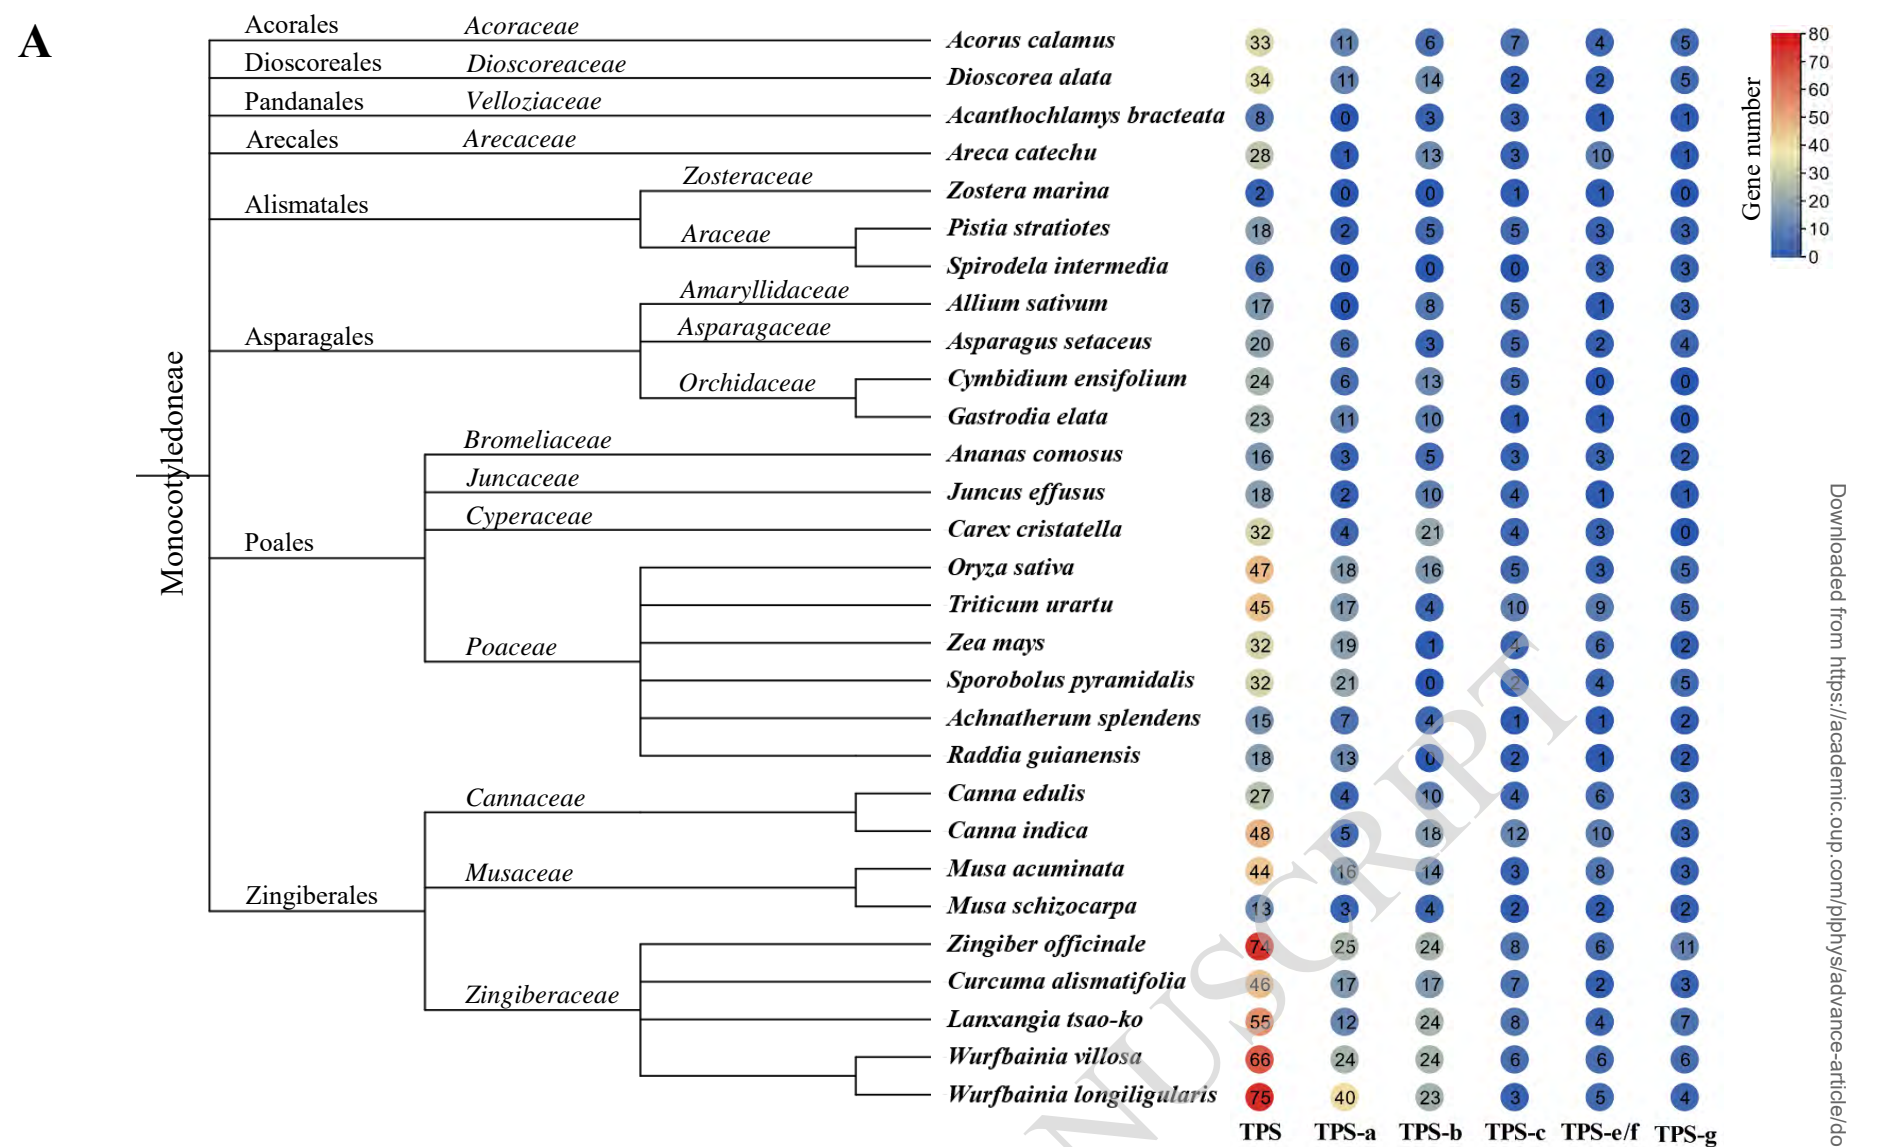 A
Acorales Acoraceae Acorus calamus 33 11 6 7 4 5
Dioscoreales Dioscoreaceae Dioscorea alata 34 11 14 2 2 5
Pandanales Velloziaceae Acanthochlamys bracteata 8 0 3 3 1 1
Arecales Arecaceae Areca catechu 28 1 13 3 10 1
Alismatales
Zosteraceae Zostera marina 2 0 0 1 1 0
Araceae Pistia stratiotes 18 2 5 5 3 3
Spirodela intermedia 6 0 0 0 3 3
Asparagales
Amaryllidaceae Allium sativum 17 0 8 5 1 3
Asparagaceae Asparagus setaceus 20 6 3 5 2 4
Orchidaceae Cymbidium ensifolium 24 6 13 5 0 0
Gastrodia elata 23 11 10 1 1 0
Monocotyledoneae
Poales
Bromeliaceae Ananas comosus 16 3 5 3 3 2
Juncaceae Juncus effusus 18 2 10 4 1 1
Cyperaceae Carex cristatella 32 4 21 4 3 0
Poaceae
Oryza sativa 47 18 16 5 3 5
Triticum urartu 45 17 4 10 9 5
Zea mays 32 19 1 4 6 2
Sporobolus pyramidalis 32 21 0 2 4 5
Achnatherum splendens 15 7 4 1 1 2
Raddia guianensis 18 13 0 2 1 2
Zingiberales
Cannaceae Canna edulis 27 4 10 4 6 3
Canna indica 48 5 18 12 10 3
Musaceae Musa acuminata 44 16 14 3 8 3
Musa schizocarpa 13 3 4 2 2 2
Zingiberaceae
Zingiber officinale 74 25 24 8 6 11
Curcuma alismatifolia 46 17 17 7 2 3
Lanxangia tsao-ko 55 12 24 8 4 7
Wurfbainia villosa 66 24 24 6 6 6
Wurfbainia longiligularis 75 40 23 3 5 4
TPS TPS-a TPS-b TPS-c TPS-e/f TPS-g
Gene number
80
70
60
50
40
30
20
10
0
NUSCRIPT
Downloaded from https://academic.oup.com/plphys/advance-article/do